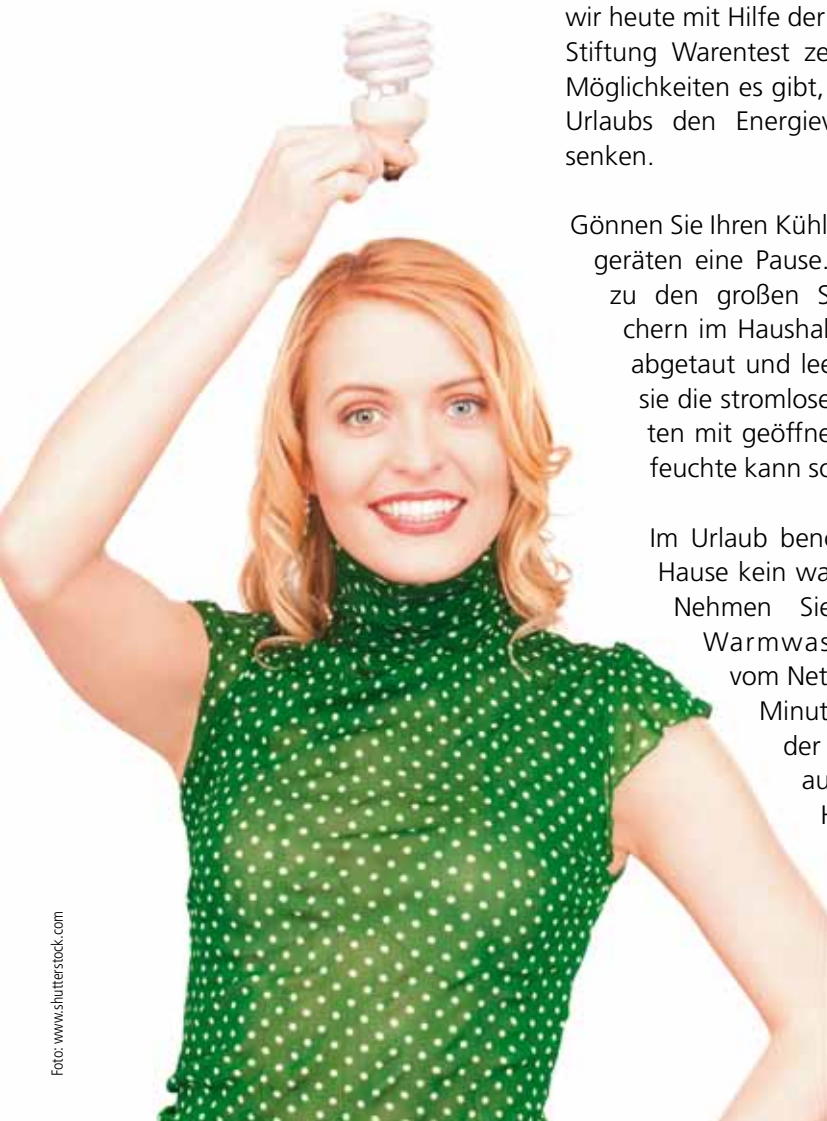 wir heute mit Hilfe der
Stiftung Warentest ze
Möglichkeiten es gibt,
Urlaubs den Energiev
senken.
Gönnen Sie Ihren Kühl
geräten eine Pause.
zu den großen S
chern im Haushal
abgetaut und lee
sie die stromlose
ten mit geöffne
feuchte kann so
Im Urlaub benö
Hause kein wa
Nehmen Sie
Warmwas
vom Net
Minut
der
au
H
Foto: www.shutterstock.com